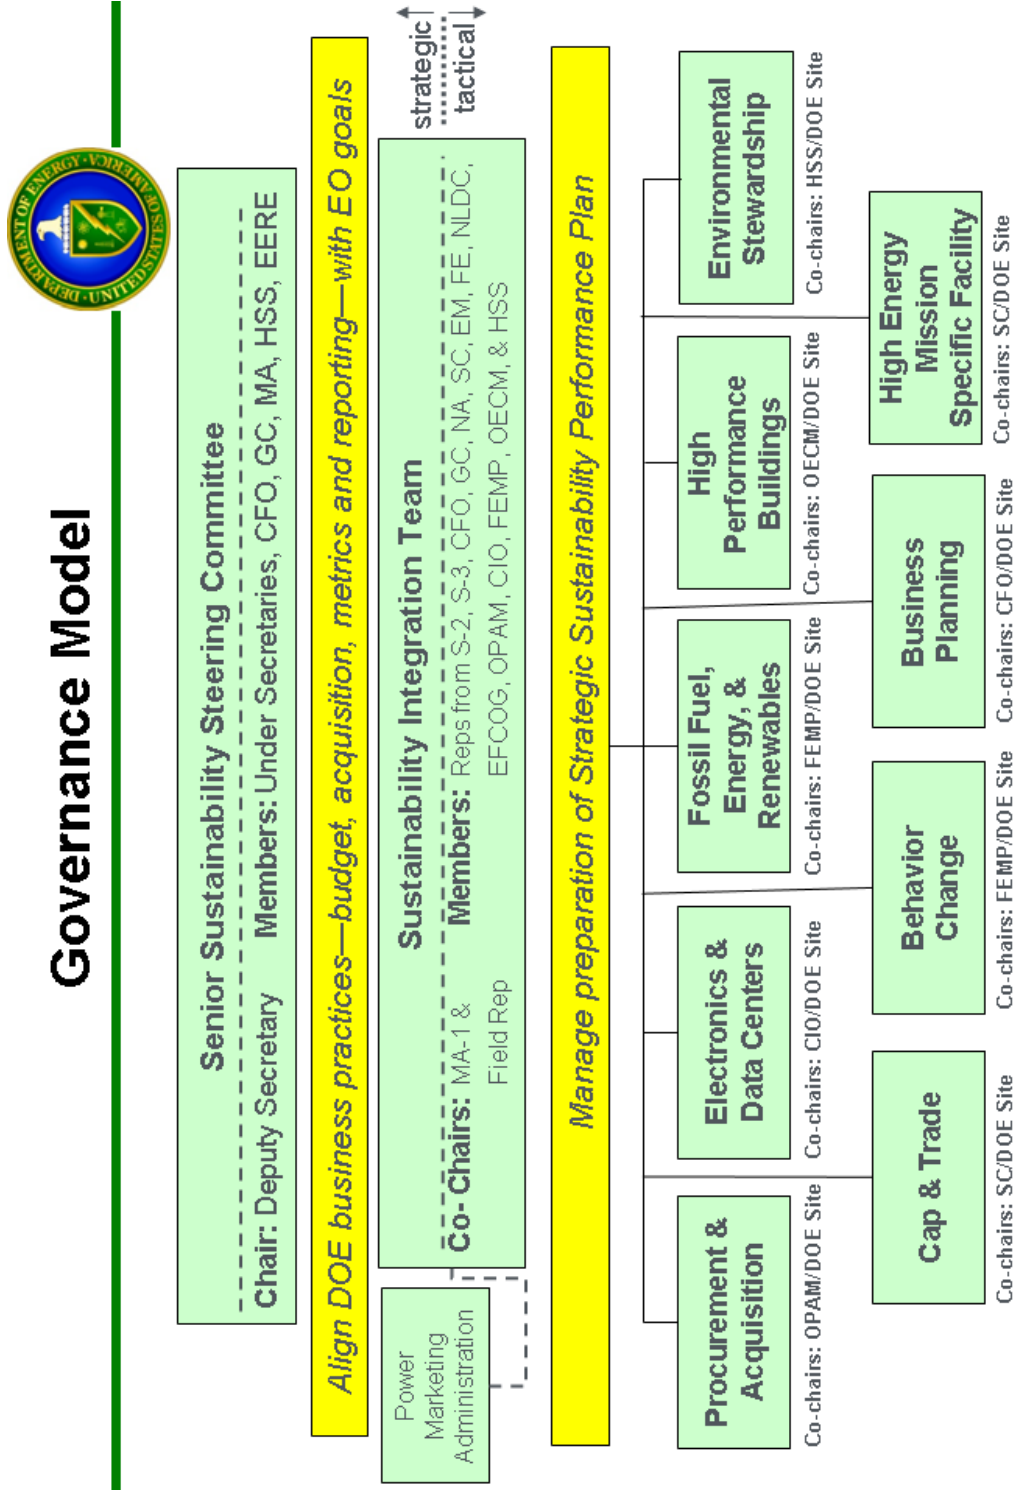 Governance Model
DEPARTMENT OF ENERGY • UNITED STATES OF AMERICA •
Senior Sustainability Steering Committee
Chair: Deputy Secretary Members: Under Secretaries, CFO, GC, MA, HSS, EERE
Align DOE business practices—budget, acquisition, metrics and reporting—with EO goals
strategic
tactical
Power
Marketing
Administration
Sustainability Integration Team
Co- Chairs: MA-1 & Members: Reps from S-2, S-3, CFO, GC, NA, SC, EM, FE, NLDC,
Field Rep EFCOG, OPAM, CIO, FEMP, OECM, & HSS
Manage preparation of Strategic Sustainability Performance Plan
Procurement &
Acquisition
Co-chairs: OPAM/DOE Site
Electronics &
Data Centers
Co-chairs: CIO/DOE Site
Fossil Fuel,
Energy, &
Renewables
Co-chairs: FEMP/DOE Site
High
Performance
Buildings
Co-chairs: OECM/DOE Site
Environmental
Stewardship
Co-chairs: HSS/DOE Site
Cap & Trade
Co-chairs: SC/DOE Site
Behavior
Change
Co-chairs: FEMP/DOE Site
Business
Planning
Co-chairs: CFO/DOE Site
High Energy
Mission
Specific Facility
Co-chairs: SC/DOE Site